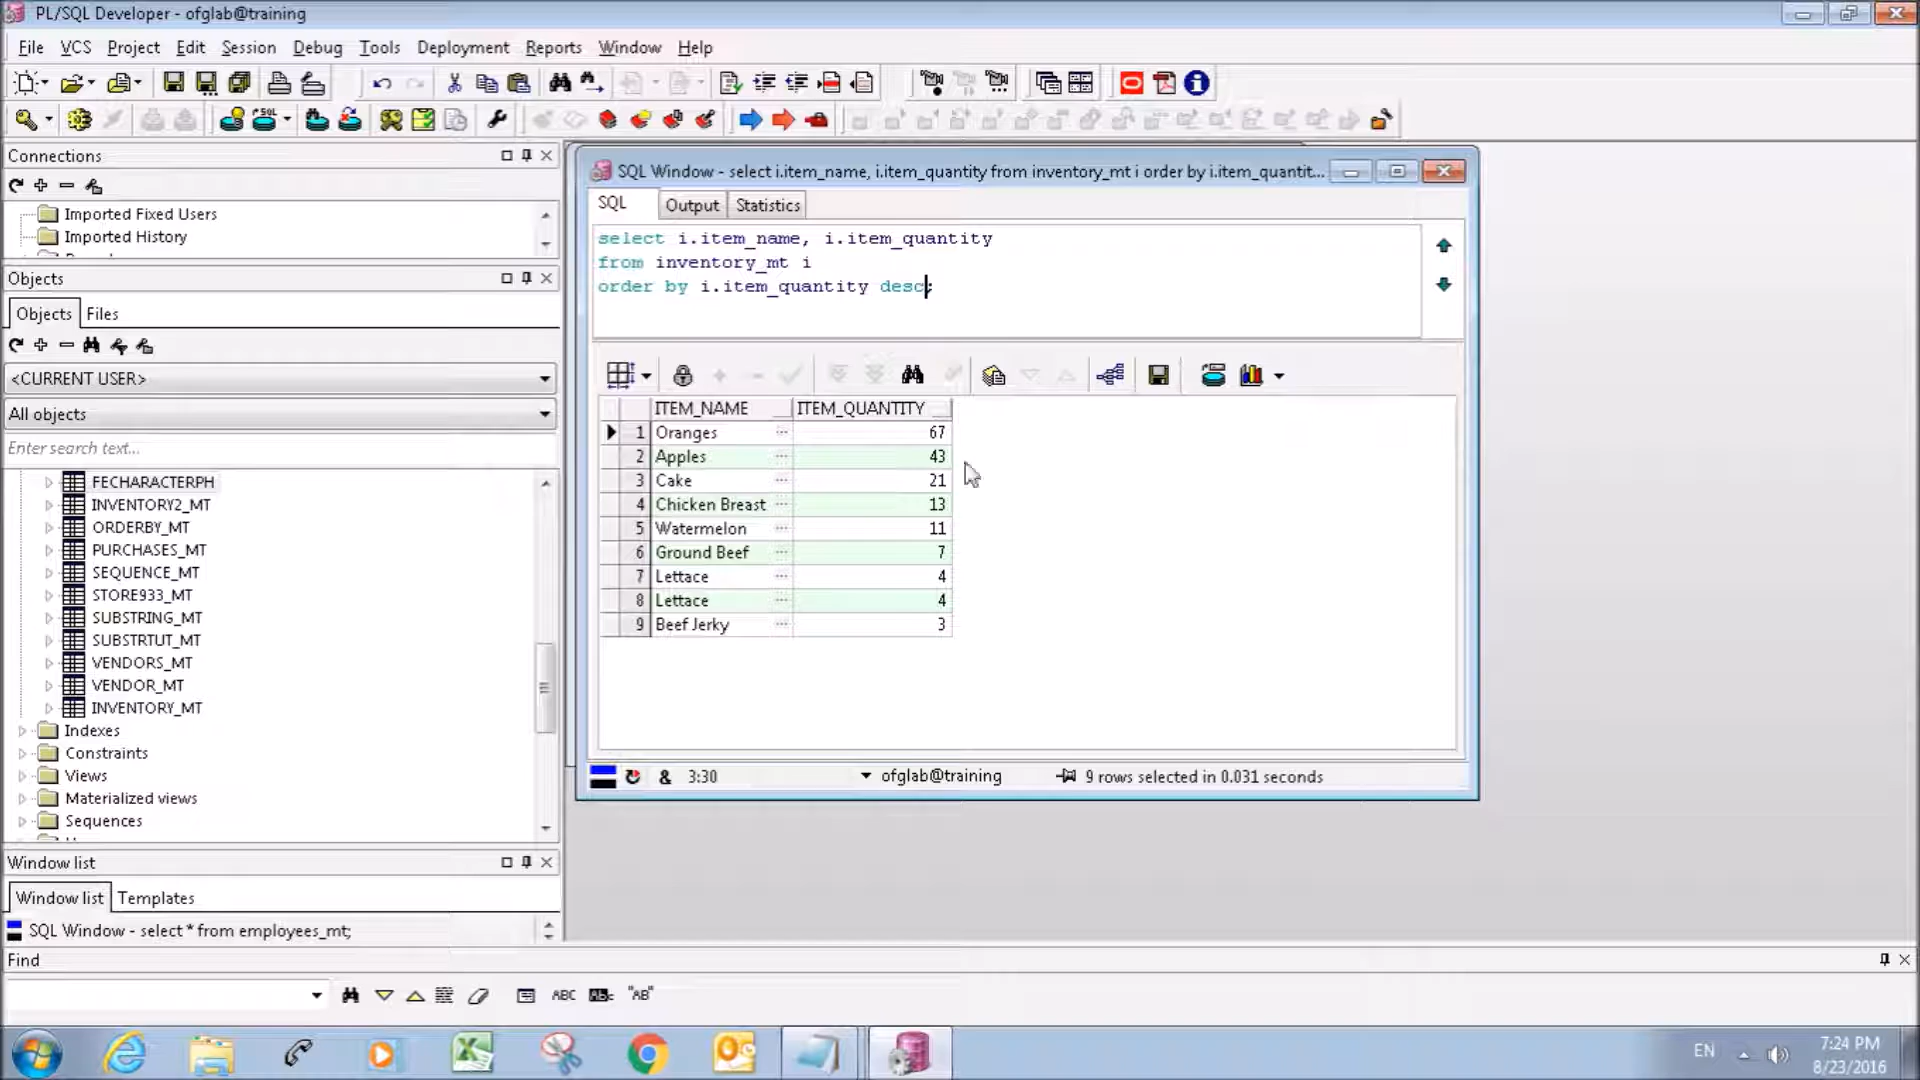 PL/SQL Developer - ofglab@training
File VCS Project Edit Session Debug Tools Deployment Reports Window Help
Connections
Imported Fixed Users
Imported History
Objects
Objects Files
<CURRENT USER>
All objects
Enter search text...
FECHARACTERPH
INVENTORY2_MT
ORDERBY_MT
PURCHASES_MT
SEQUENCE_MT
STORE933_MT
SUBSTRING_MT
SUBSTRTUT_MT
VENDORS_MT
VENDOR_MT
INVENTORY_MT
Indexes
Constraints
Views
Materialized views
Sequences
Window list
Window list Templates
SQL Window - select * from employees_mt;
SQL Window - select i.item_name, i.item_quantity from inventory_mt i order by i.item_quantit...
SQL Output Statistics
select i.item_name, i.item_quantity
from inventory_mt i
order by i.item_quantity desc;
ITEM_NAME ITEM_QUANTITY
1 Oranges ... 67
2 Apples ... 43
3 Cake ... 21
4 Chicken Breast ... 13
5 Watermelon ... 11
6 Ground Beef ... 7
7 Lettace ... 4
8 Lettace ... 4
9 Beef Jerky ... 3
& 3:30 ofglab@training 9 rows selected in 0.031 seconds
Find
ABC "AB"
EN 7:24 PM
8/23/2016